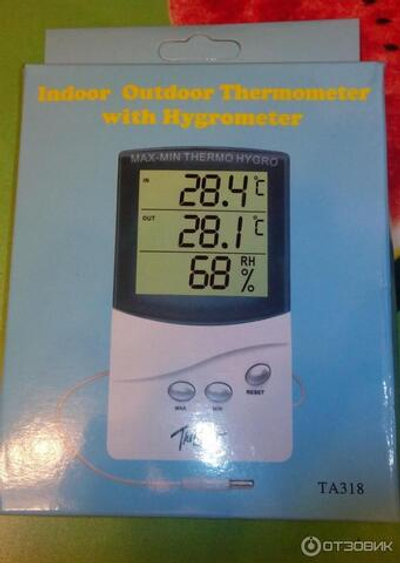 Indoor Outdoor Thermometer
with Hygrometer
MAX-MIN THERMO HYGRO
IN 28.4°C
OUT 28.1°C
68 RH %
MAX MIN RESET
TA318
ОТЗОВИК